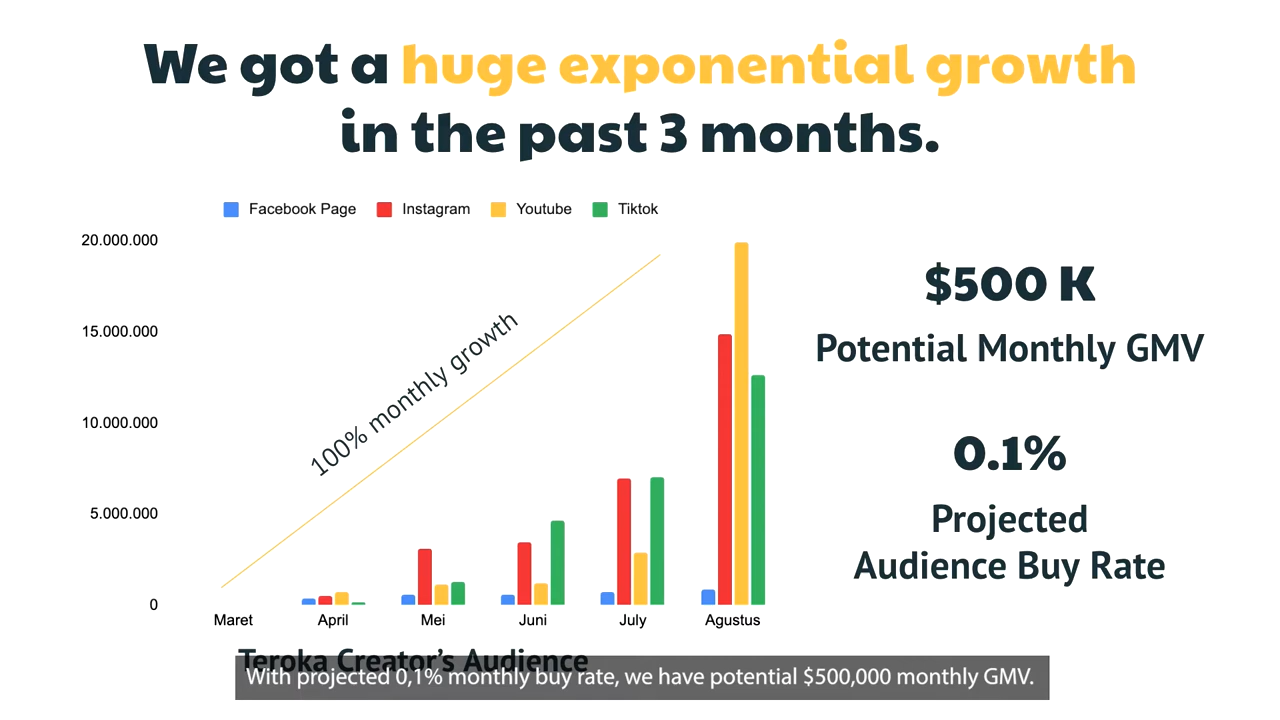 We got a huge exponential growth
in the past 3 months.
Facebook Page
Instagram
Youtube
Tiktok
20.000.000
15.000.000
10.000.000
5.000.000
0
100% monthly growth
Maret
April
Mei
Juni
July
Agustus
Teroka Creator's Audience
$500 K
Potential Monthly GMV
0.1%
Projected
Audience Buy Rate
With projected 0,1% monthly buy rate, we have potential $500,000 monthly GMV.